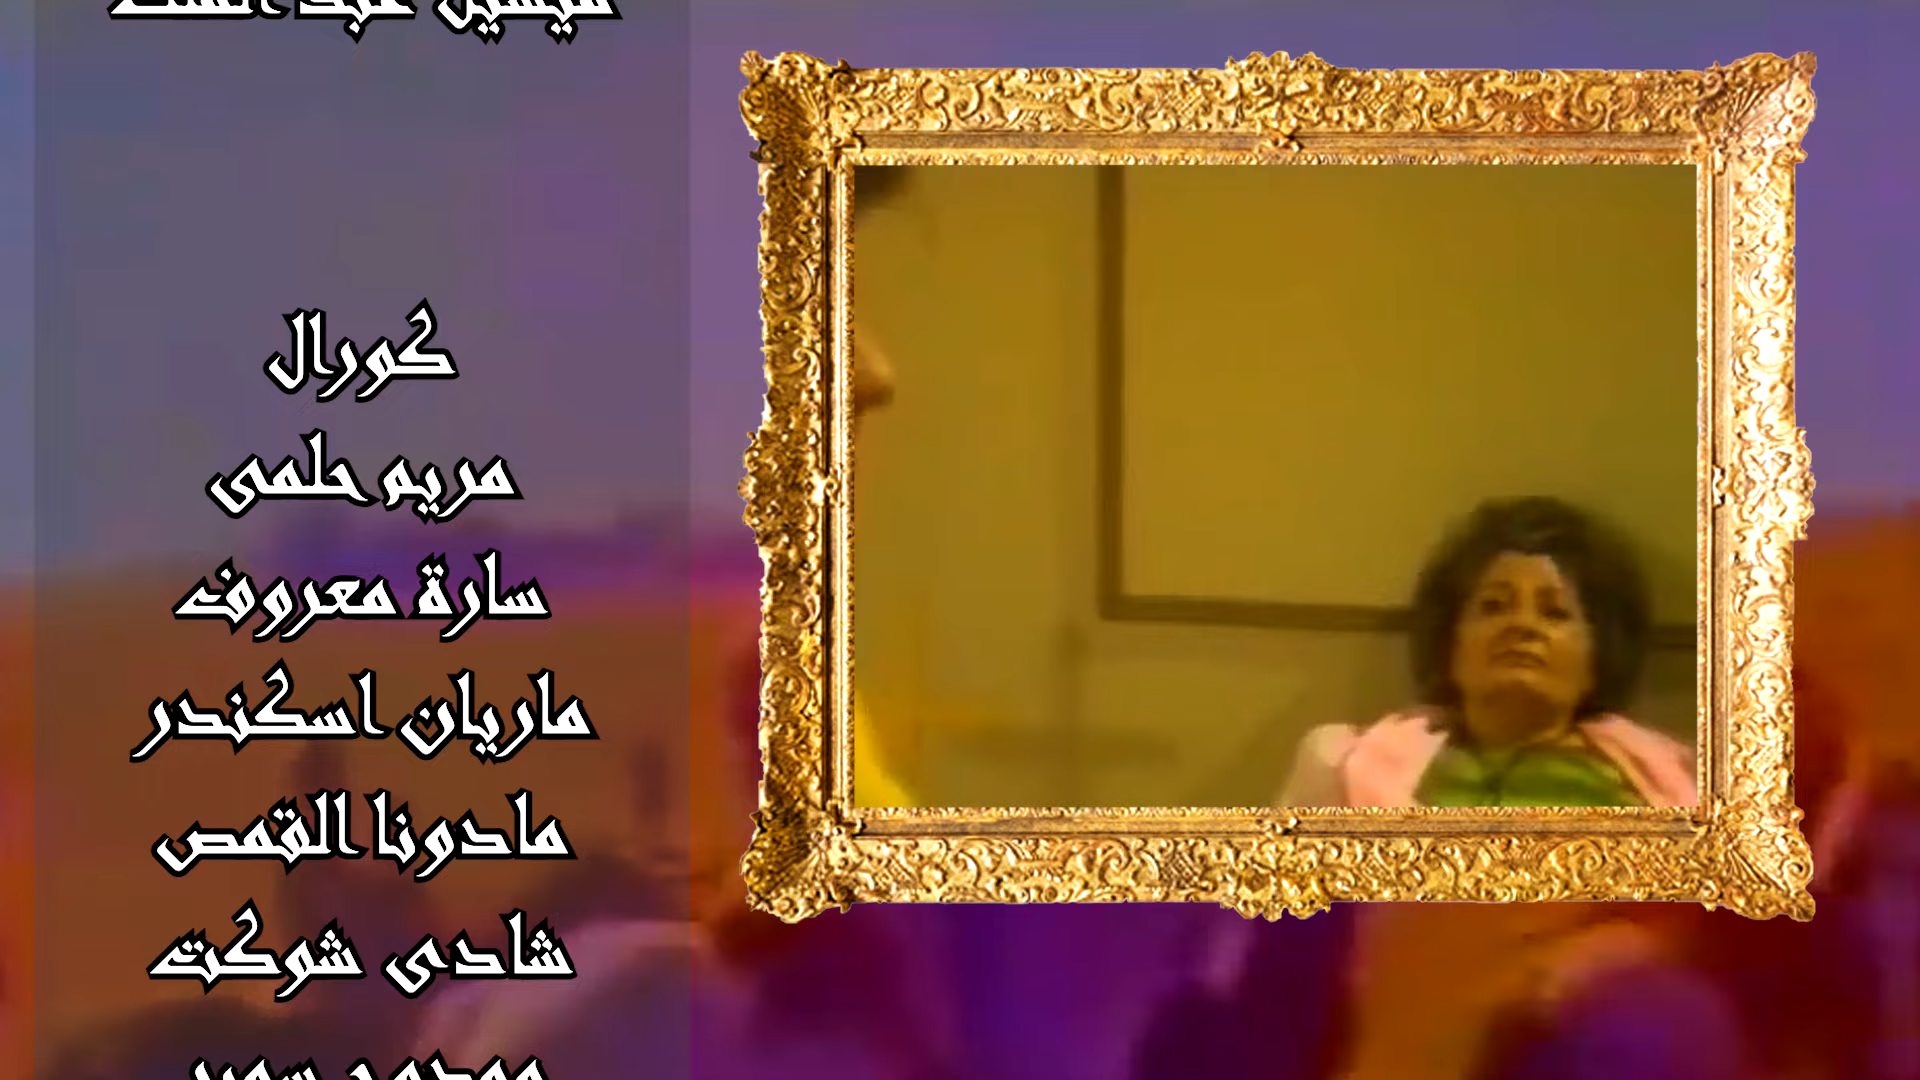 كورال
مريم حلمى
سارة معروف
ماريان اسكندر
مادونا القمص
شادى شوكت